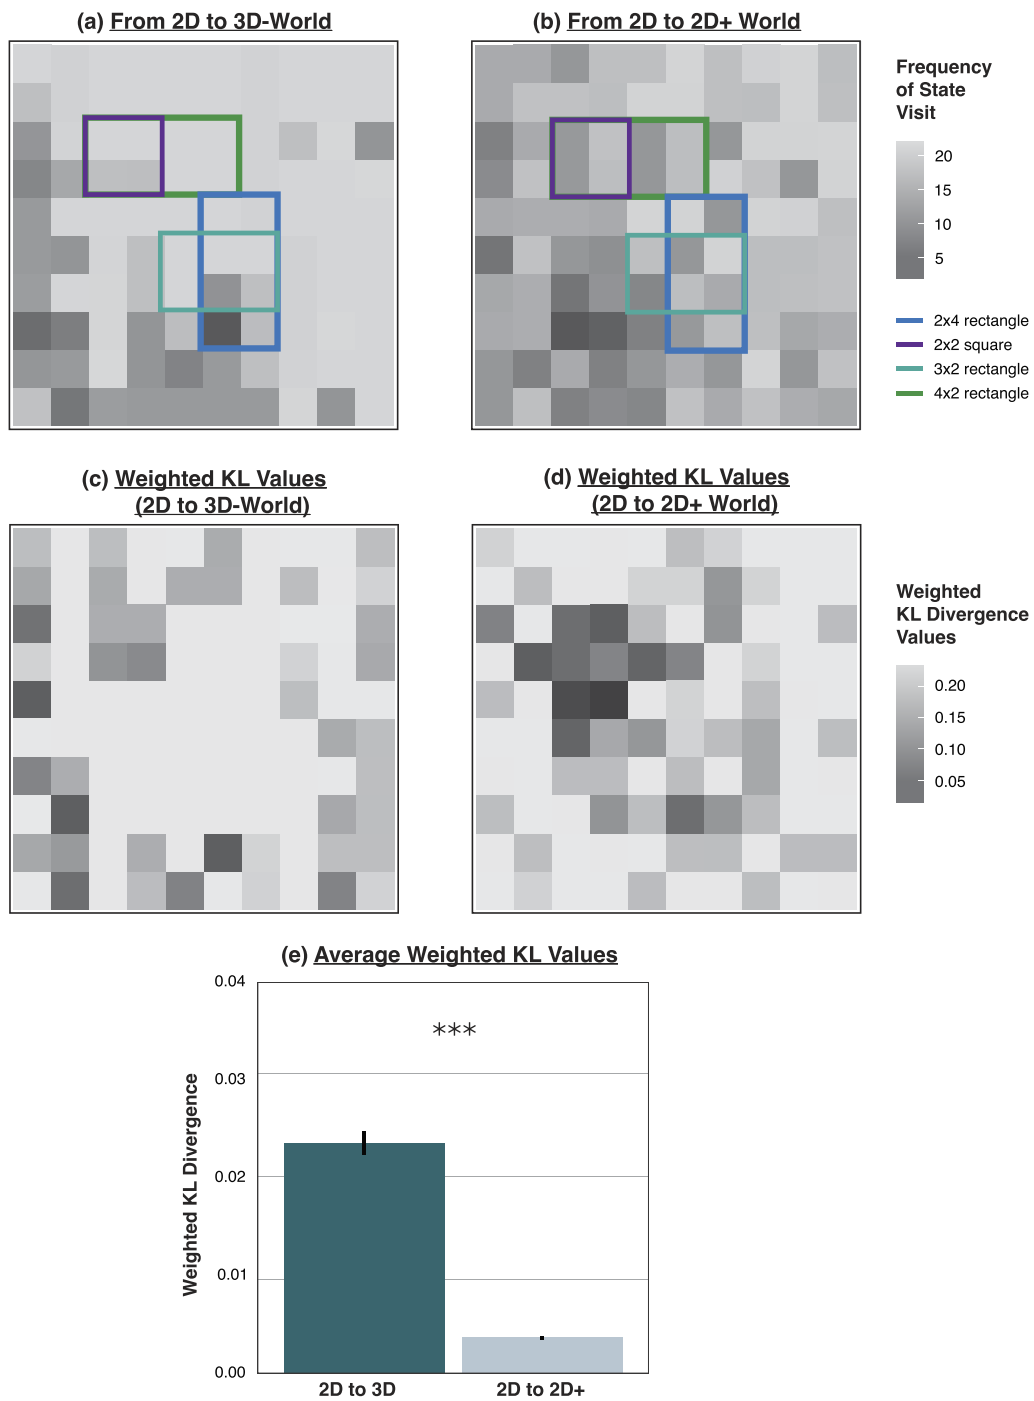 (a) From 2D to 3D-World
(b) From 2D to 2D+ World
Frequency
of State
Visit
20
15
10
5
2x4 rectangle
2x2 square
3x2 rectangle
4x2 rectangle
(c) Weighted KL Values
(2D to 3D-World)
(d) Weighted KL Values
(2D to 2D+ World)
Weighted
KL Divergence
Values
0.20
0.15
0.10
0.05
(e) Average Weighted KL Values
Weighted KL Divergence
0.04
0.03
0.02
0.01
0.00
***
2D to 3D
2D to 2D+